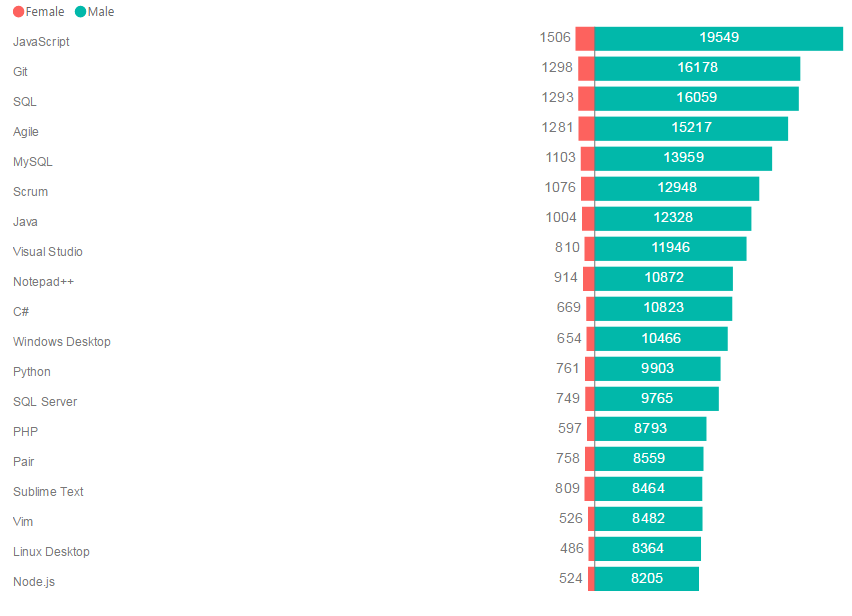 Female Male
JavaScript 1506 19549
Git 1298 16178
SQL 1293 16059
Agile 1281 15217
MySQL 1103 13959
Scrum 1076 12948
Java 1004 12328
Visual Studio 810 11946
Notepad++ 914 10872
C# 669 10823
Windows Desktop 654 10466
Python 761 9903
SQL Server 749 9765
PHP 597 8793
Pair 758 8559
Sublime Text 809 8464
Vim 526 8482
Linux Desktop 486 8364
Node.js 524 8205